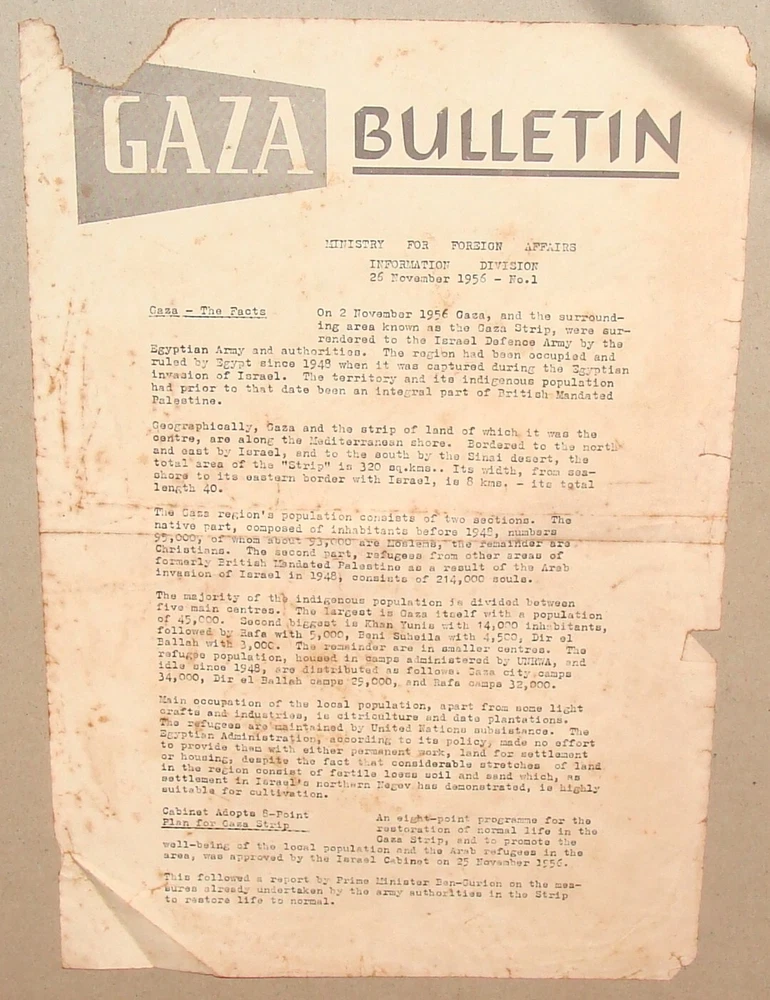 GAZA BULLETIN
MINISTRY FOR FOREIGN AFFAIRS
INFORMATION DIVISION
26 November 1956 - No.1
Gaza - The Facts On 2 November 1956 Gaza, and the surround-
ing area known as the Gaza Strip, were sur-
rendered to the Israel Defence Army by the
Egyptian Army and authorities. The region had been occupied and
ruled by Egypt since 1948 when it was captured during the Egyptian
invasion of Israel. The territory and its indigenous population
had prior to that date been an integral part of British Mandated
Palestine.
Geographically, Gaza and the strip of land of which it was the
centre, are along the Mediterranean shore. Bordered to the north
and east by Israel, and to the south by the Sinai desert, the
total area of the "Strip" is 320 sq.kms.. Its width, from sea-
shore to its eastern border with Israel, is 8 kms. - its total
length 40.
The Gaza region's population consists of two sections. The
native part, composed of inhabitants before 1948, numbers
95,000, of whom about 93,000 are Moslems, the remainder are
Christians. The second part, refugees from other areas of
formerly British Mandated Palestine as a result of the Arab
invasion of Israel in 1948, consists of 214,000 souls.
The majority of the indigenous population is divided between
five main centres. The largest is Gaza itself with a population
of 45,000. Second biggest is Khan Yunis with 14,000 inhabitants,
followed by Rafa with 5,000, Beni Suheila with 4,500, Dir el
Ballah with 3,000. The remainder are in smaller centres. The
refugee population, housed in camps administered by UNRWA, and
idle since 1948, are distributed as follows: Gaza city camps
34,000, Dir el Ballah camps 29,000, and Rafa camps 32,000.
Main occupation of the local population, apart from some light
crafts and industries, is citriculture and date plantations.
The refugees are maintained by United Nations subsistance. The
Egyptian Administration, according to its policy, made no effort
to provide them with either permanent work, land for settlement
or housing, despite the fact that considerable stretches of land
in the region consist of fertile loess soil and sand which, as
settlement in Israel's northern Negev has demonstrated, is highly
suitable for cultivation.
Cabinet Adopts 8-Point
Plan for Gaza Strip
An eight-point programme for the
restoration of normal life in the
Gaza Strip, and to promote the
well-being of the local population and the Arab refugees in the
area, was approved by the Israel Cabinet on 25 November 1956.
This followed a report by Prime Minister Ben-Gurion on the mea-
sures already undertaken by the army authorities in the Strip
to restore life to normal.